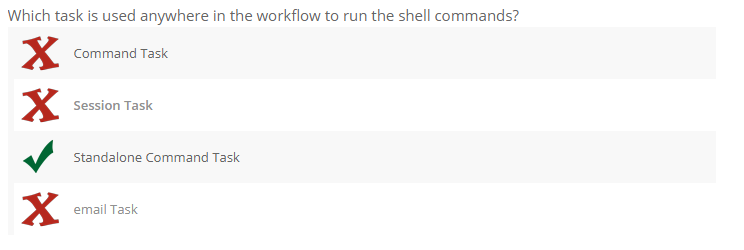 Which task is used anywhere in the workflow to run the shell commands?
Command Task
Session Task
Standalone Command Task
email Task